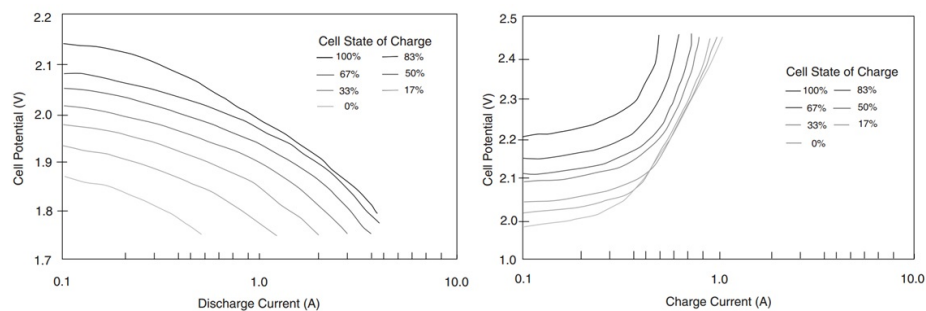 2.2
2.1
2.0
1.9
1.8
1.7
Cell Potential (V)
Cell State of Charge
100% 83%
67% 50%
33% 17%
0%
0.1 1.0 10.0
Discharge Current (A)
2.5
2.4
2.3
2.2
2.1
2.0
1.0
Cell Potential (V)
Cell State of Charge
100% 83%
67% 50%
33% 17%
0%
0.1 1.0 10.0
Charge Current (A)